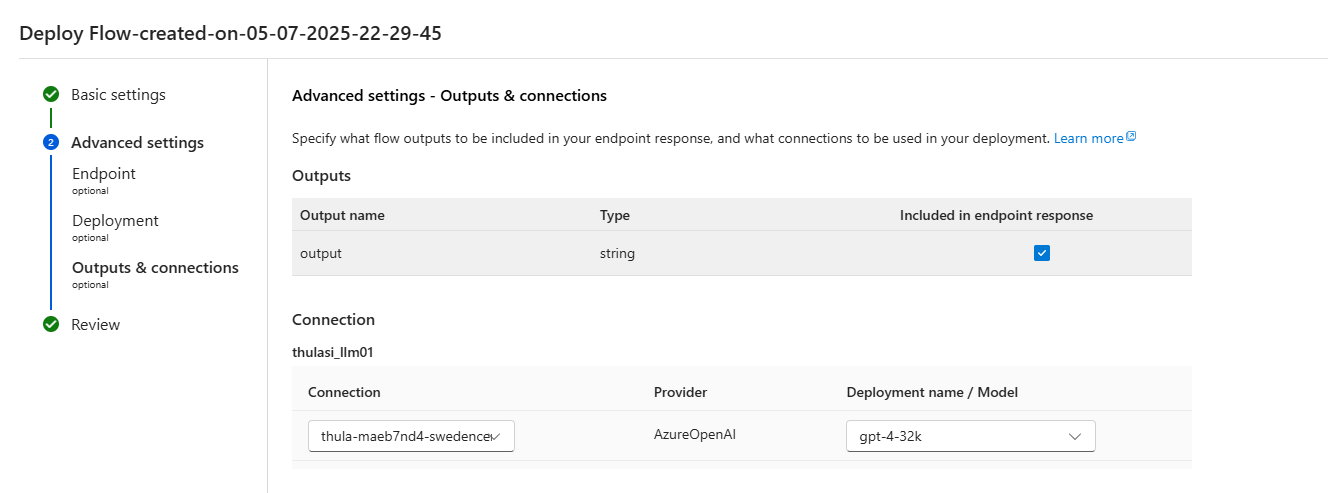 Deploy Flow-created-on-05-07-2025-22-29-45
Basic settings
2 Advanced settings
Endpoint
optional
Deployment
optional
Outputs & connections
optional
Review
Advanced settings - Outputs & connections
Specify what flow outputs to be included in your endpoint response, and what connections to be used in your deployment. Learn more
Outputs
Output name Type Included in endpoint response
output string
Connection
thulasi_llm01
Connection Provider Deployment name / Model
thula-maeb7nd4-swedence AzureOpenAI gpt-4-32k